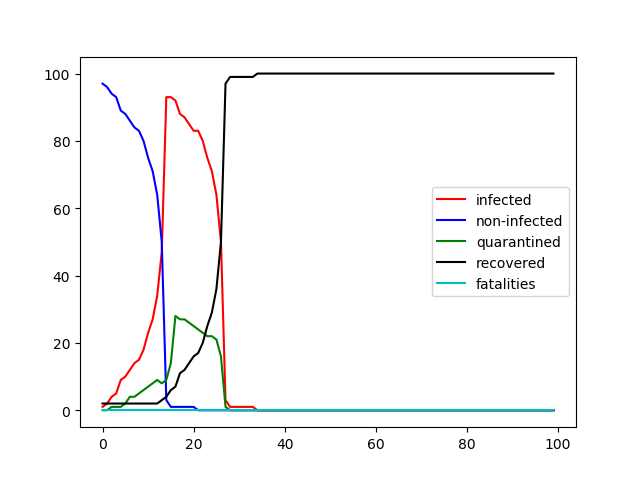 100
80
60
40
20
0
0 20 40 60 80 100
infected
non-infected
quarantined
recovered
fatalities